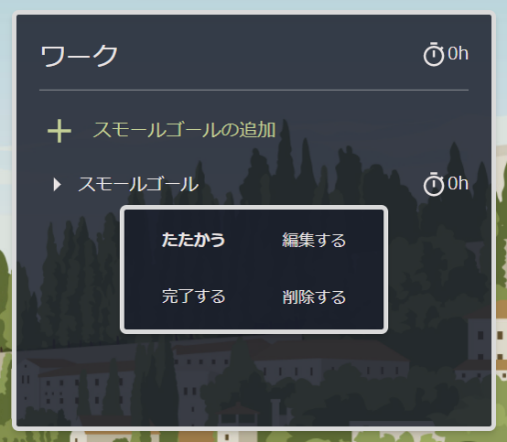 ワーク 0h
スモールゴールの追加
スモールゴール 0h
たたかう 編集する
完了する 削除する